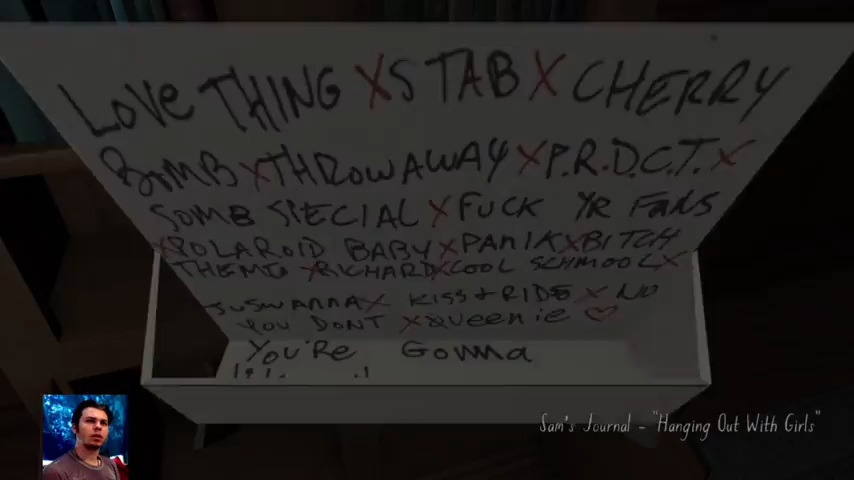 LOVE THING X STAB X CHERRY
BOMB X THROWAWAY X P.R.D.C.T. X
SOMB SPECIAL X FUCK YR FANS
X POLAROID BABY X PANIK X BITCH
THEME X RICHARD X COOL SCHMOOL X
JUSWANNA X KISS + RIDE X NO
YOU DONT X QUEENIE ♡
YOU'RE GONNA
Sam's Journal - "Hanging Out With Girls"